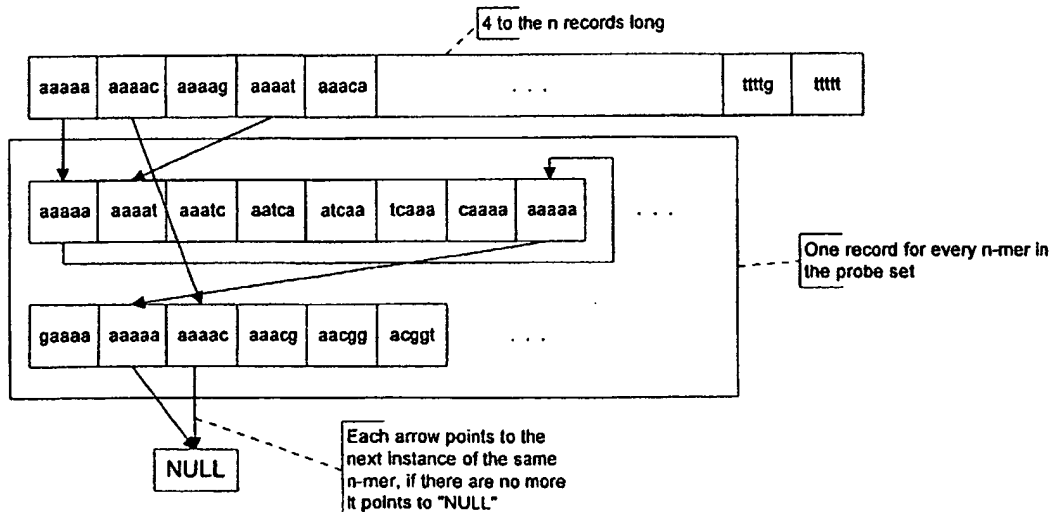 4 to the n records long
aaaaa aaaac aaaag aaaat aaaca . . . ttttg ttttt
aaaaa aaaat aaatc aatca atcaa tcaaa caaaa aaaaa . . .
One record for every n-mer in
the probe set
gaaaa aaaaa aaaac aaacg aacgg acggt . . .
Each arrow points to the
next instance of the same
n-mer, if there are no more
it points to "NULL"
NULL